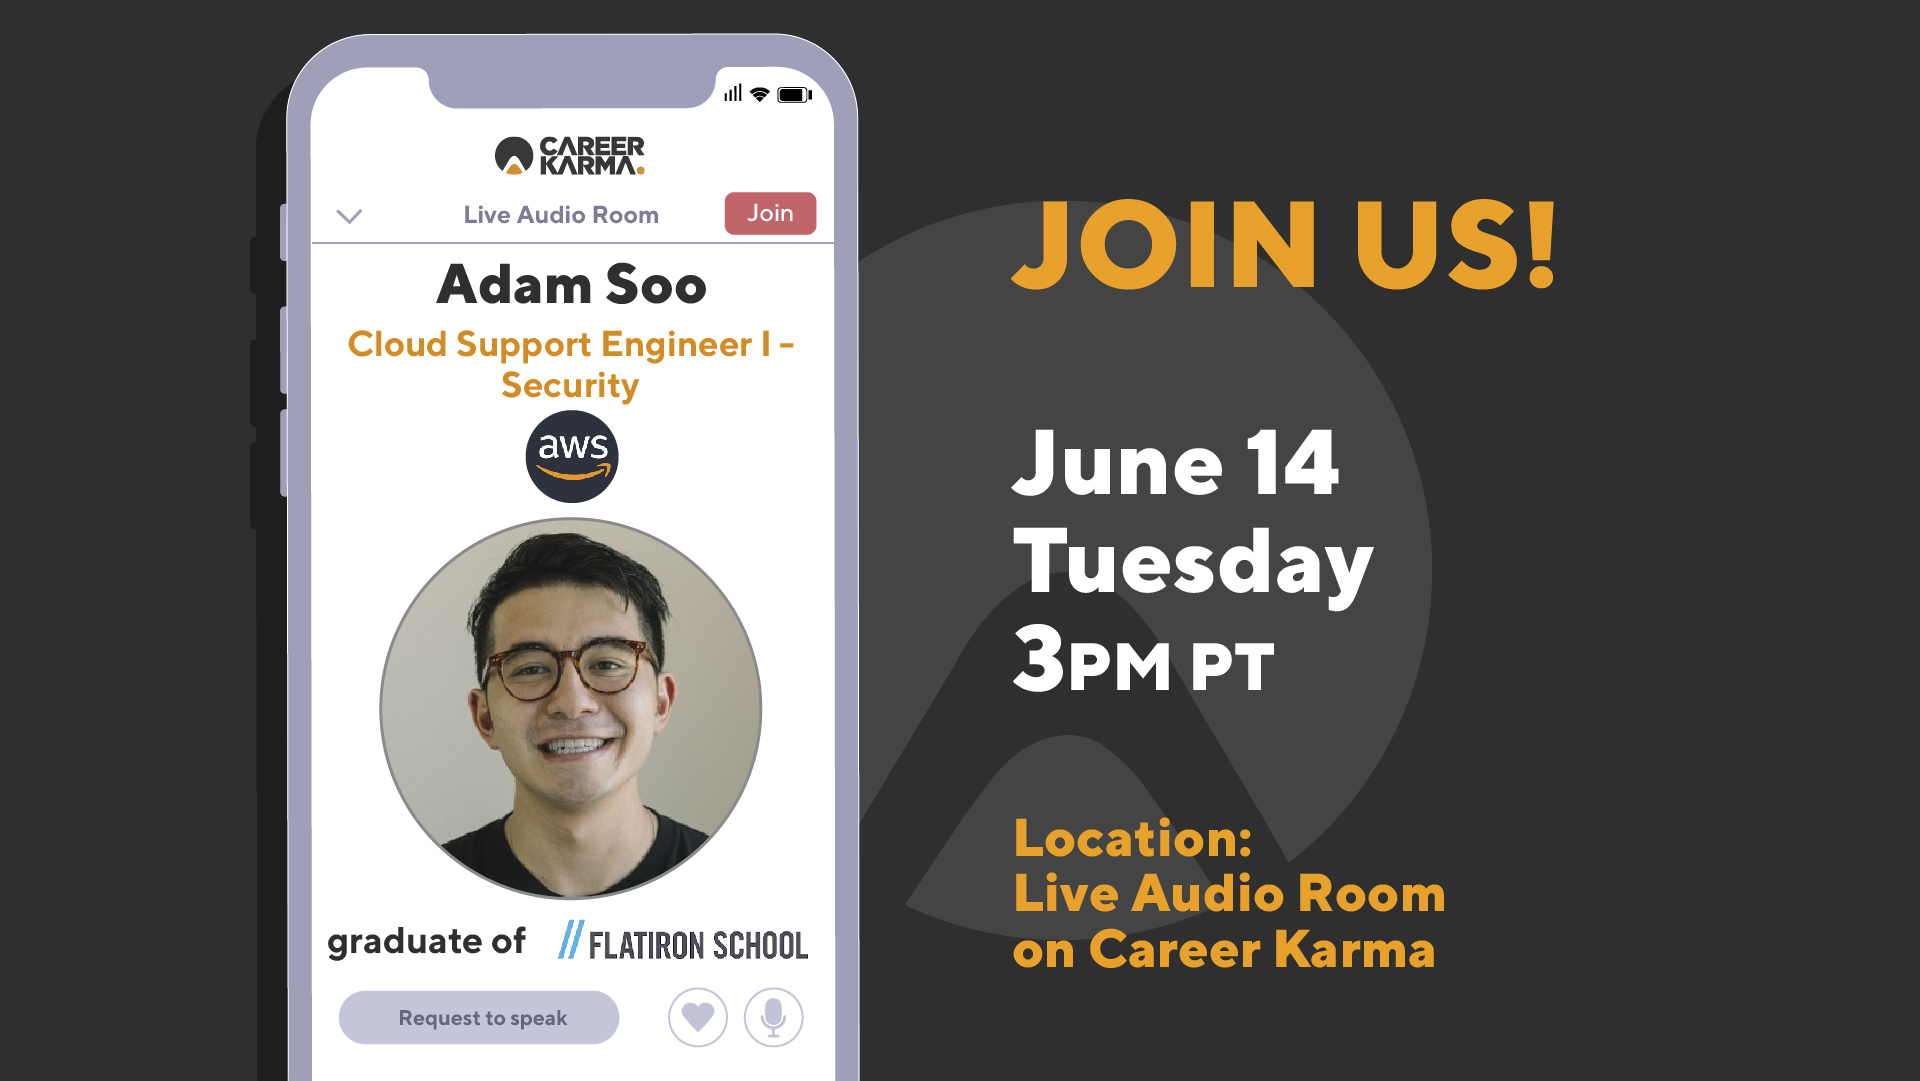 CAREER
KARMA.
Live Audio Room
Join
Adam Soo
Cloud Support Engineer I -
Security
aws
graduate of
FLATIRON SCHOOL
Request to speak
JOIN US!
June 14
Tuesday
3PM PT
Location:
Live Audio Room
on Career Karma